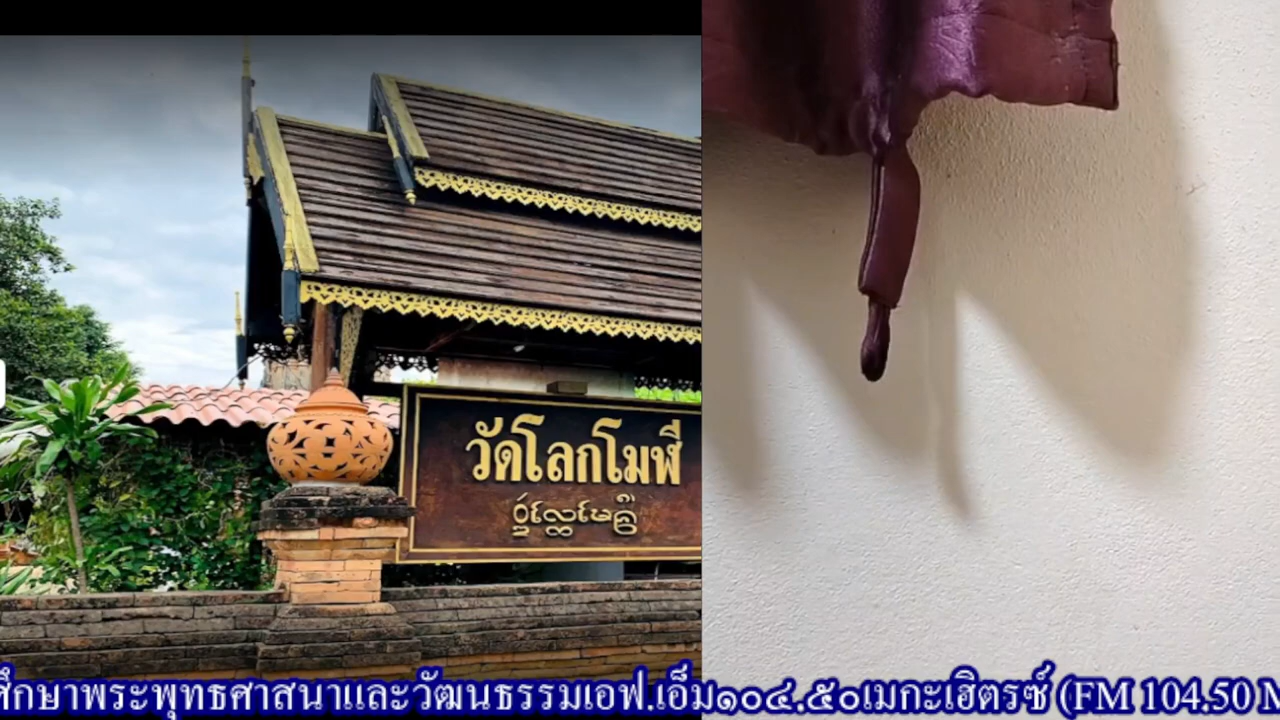 วัดโลกโมฬี
ศึกษาพระพุทธศาสนาและวัฒนธรรมเอฟ.เอ็ม๑๐๔.๕๐เมกะเฮิตรซ์ (FM 104.50 M